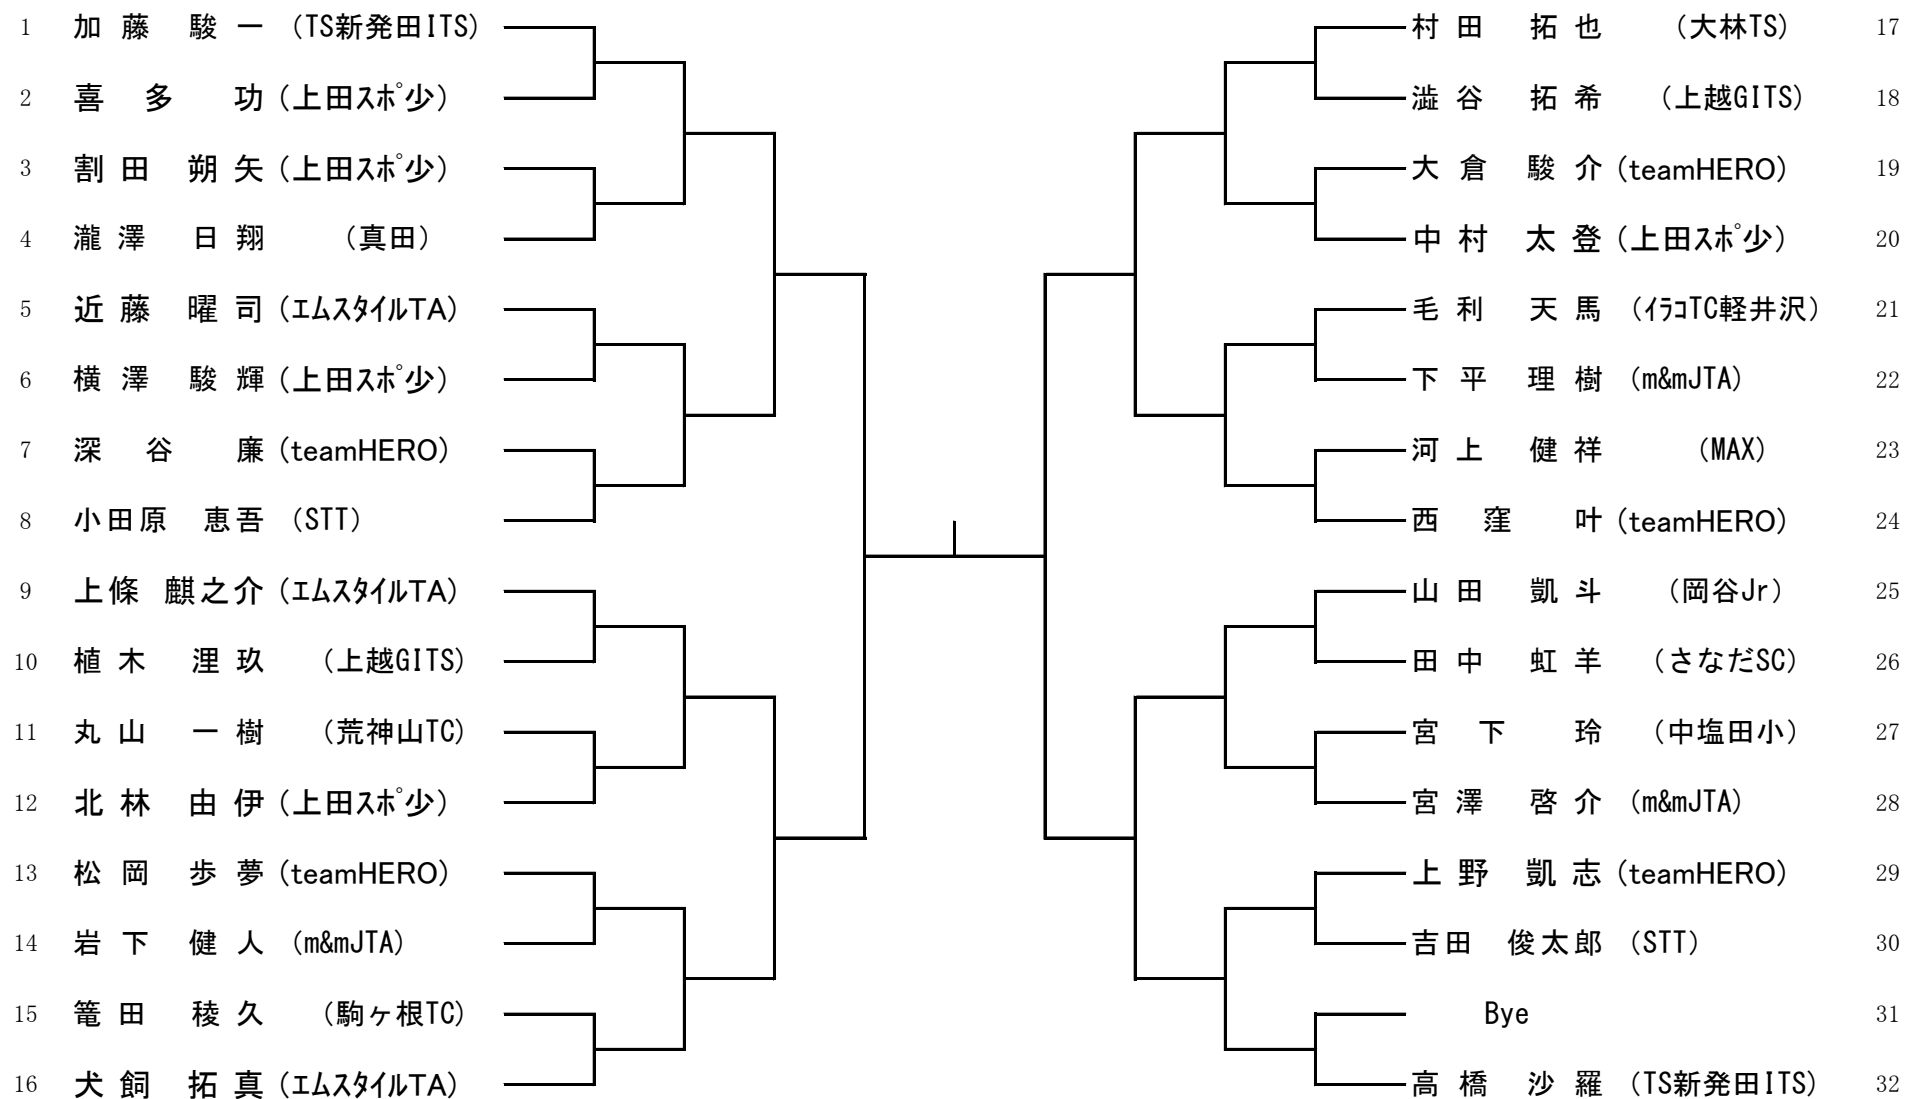 1 加藤 駿一 (TS新発田ITS)
2 喜多 功 (上田ｽﾎﾟ少)
3 割田 朔矢 (上田ｽﾎﾟ少)
4 瀧澤 日翔 (真田)
5 近藤 曜司 (ｴﾑｽﾀｲﾙTA)
6 横澤 駿輝 (上田ｽﾎﾟ少)
7 深谷 廉 (teamHERO)
8 小田原 恵吾 (STT)
9 上條 麒之介 (ｴﾑｽﾀｲﾙTA)
10 植木 浬玖 (上越GITS)
11 丸山 一樹 (荒神山TC)
12 北林 由伊 (上田ｽﾎﾟ少)
13 松岡 歩夢 (teamHERO)
14 岩下 健人 (m&mJTA)
15 篭田 稜久 (駒ヶ根TC)
16 犬飼 拓真 (ｴﾑｽﾀｲﾙTA)
村田 拓也 (大林TS) 17
澁谷 拓希 (上越GITS) 18
大倉 駿介 (teamHERO) 19
中村 太登 (上田ｽﾎﾟ少) 20
毛利 天馬 (ｲﾗｺTC軽井沢) 21
下平 理樹 (m&mJTA) 22
河上 健祥 (MAX) 23
西窪 叶 (teamHERO) 24
山田 凱斗 (岡谷Jr) 25
田中 虹羊 (さなだSC) 26
宮下 玲 (中塩田小) 27
宮澤 啓介 (m&mJTA) 28
上野 凱志 (teamHERO) 29
吉田 俊太郎 (STT) 30
Bye 31
高橋 沙羅 (TS新発田ITS) 32